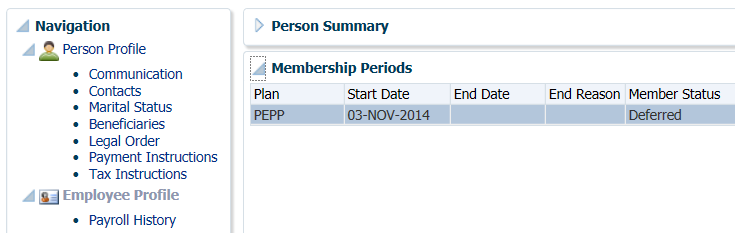 Navigation
Person Profile
Communication
Contacts
Marital Status
Beneficiaries
Legal Order
Payment Instructions
Tax Instructions
Employee Profile
Payroll History
Person Summary
Membership Periods
Plan Start Date End Date End Reason Member Status
PEPP 03-NOV-2014 Deferred